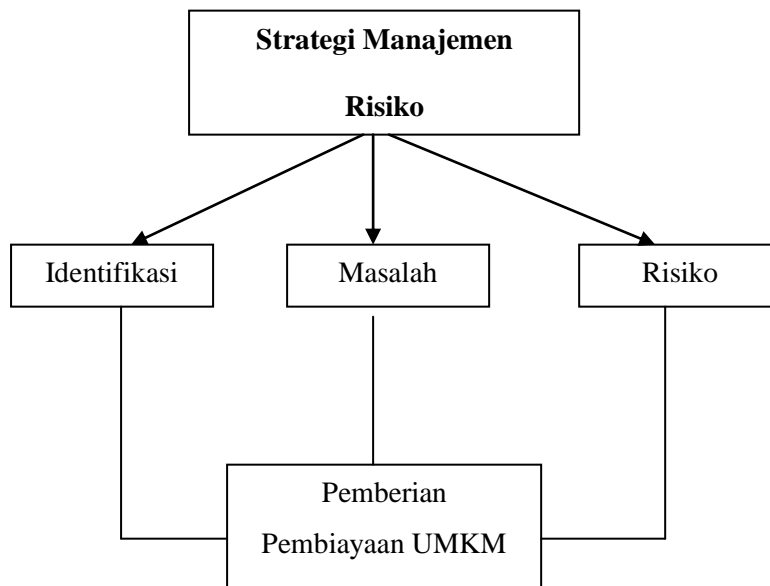 Strategi Manajemen
Risiko
Identifikasi
Masalah
Risiko
Pemberian
Pembiayaan UMKM